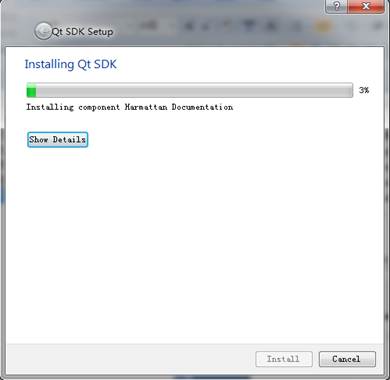 Qt SDK Setup
Installing Qt SDK
3%
Installing component Harmattan Documentation
Show Details
Install
Cancel